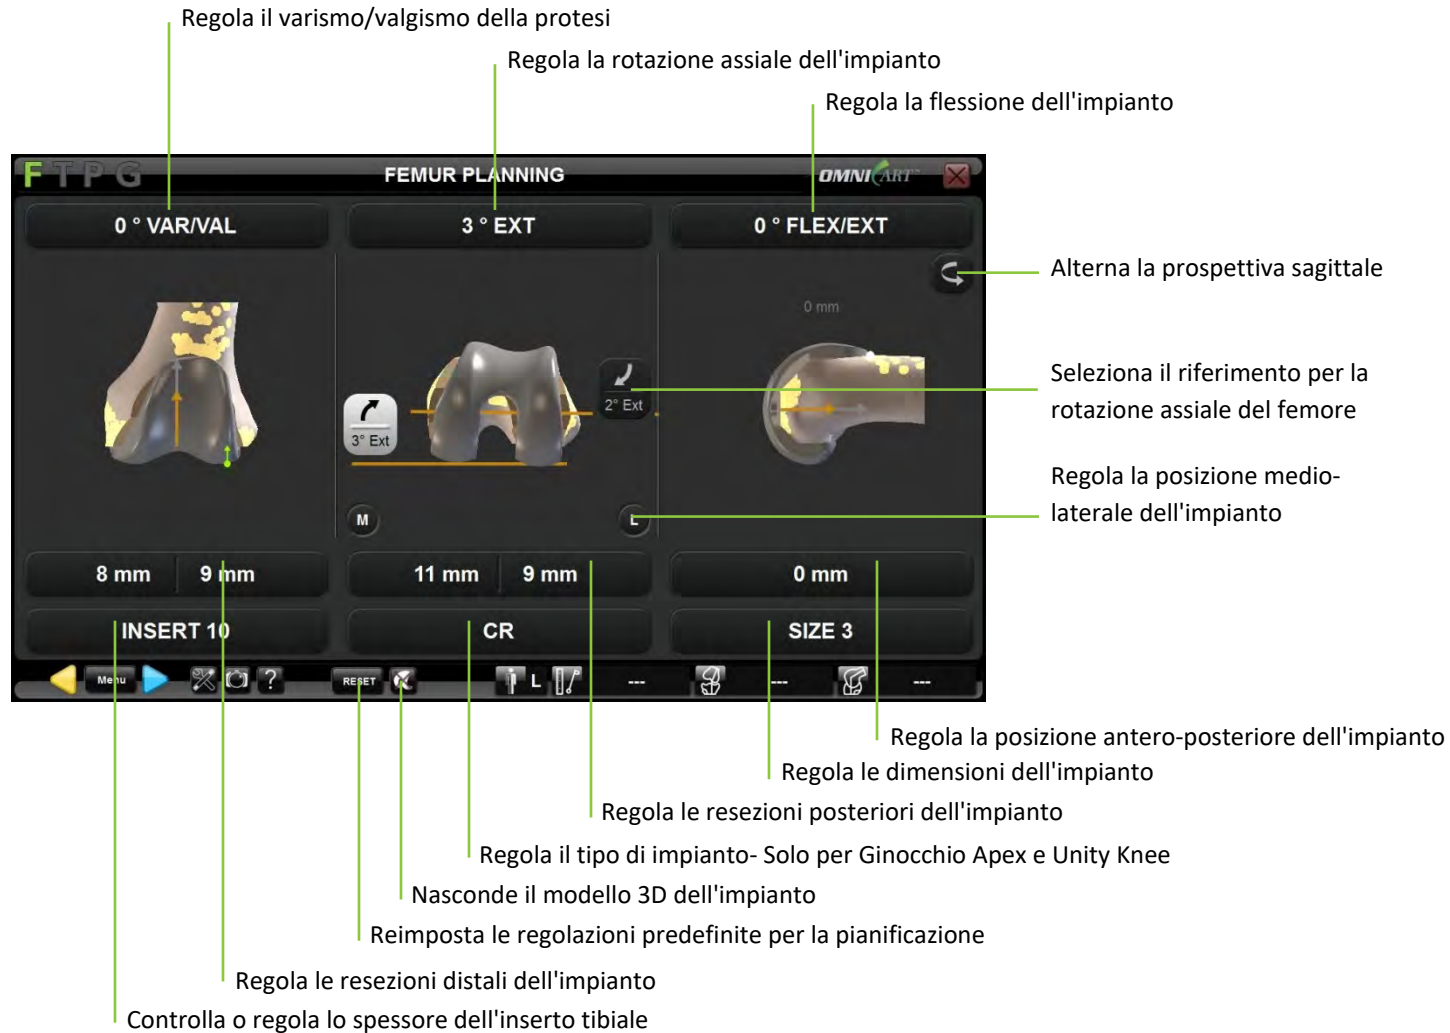 Regola il varismo/valgismo della protesi
Regola la rotazione assiale dell'impianto
Regola la flessione dell'impianto
F T P G
FEMUR PLANNING
OMNI ART™
0 ° VAR/VAL
3 ° EXT
0 ° FLEX/EXT
Alterna la prospettiva sagittale
0 mm
Seleziona il riferimento per la
rotazione assiale del femore
2° Ext
3° Ext
Regola la posizione medio-
laterale dell'impianto
M
L
8 mm 9 mm
11 mm 9 mm
0 mm
INSERT 10
CR
SIZE 3
Menu
?
RESET
L
---
---
---
Regola la posizione antero-posteriore dell'impianto
Regola le dimensioni dell'impianto
Regola le resezioni posteriori dell'impianto
Regola il tipo di impianto- Solo per Ginocchio Apex e Unity Knee
Nasconde il modello 3D dell'impianto
Reimposta le regolazioni predefinite per la pianificazione
Regola le resezioni distali dell'impianto
Controlla o regola lo spessore dell'inserto tibiale